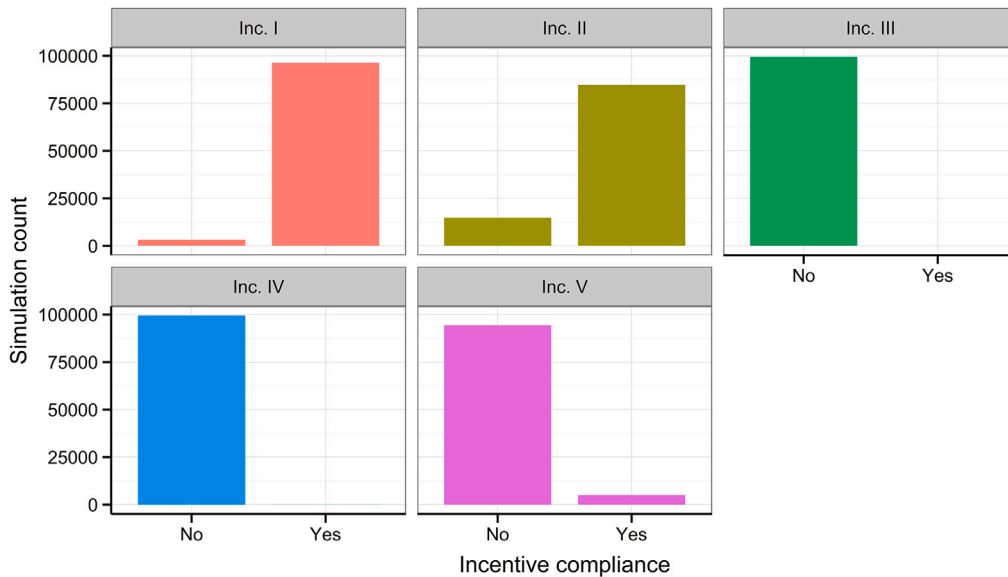 Inc. I
Inc. II
Inc. III
100000
75000
50000
25000
0
No
Yes
Inc. IV
Inc. V
100000
75000
50000
25000
0
No
Yes
No
Yes
Simulation count
Incentive compliance